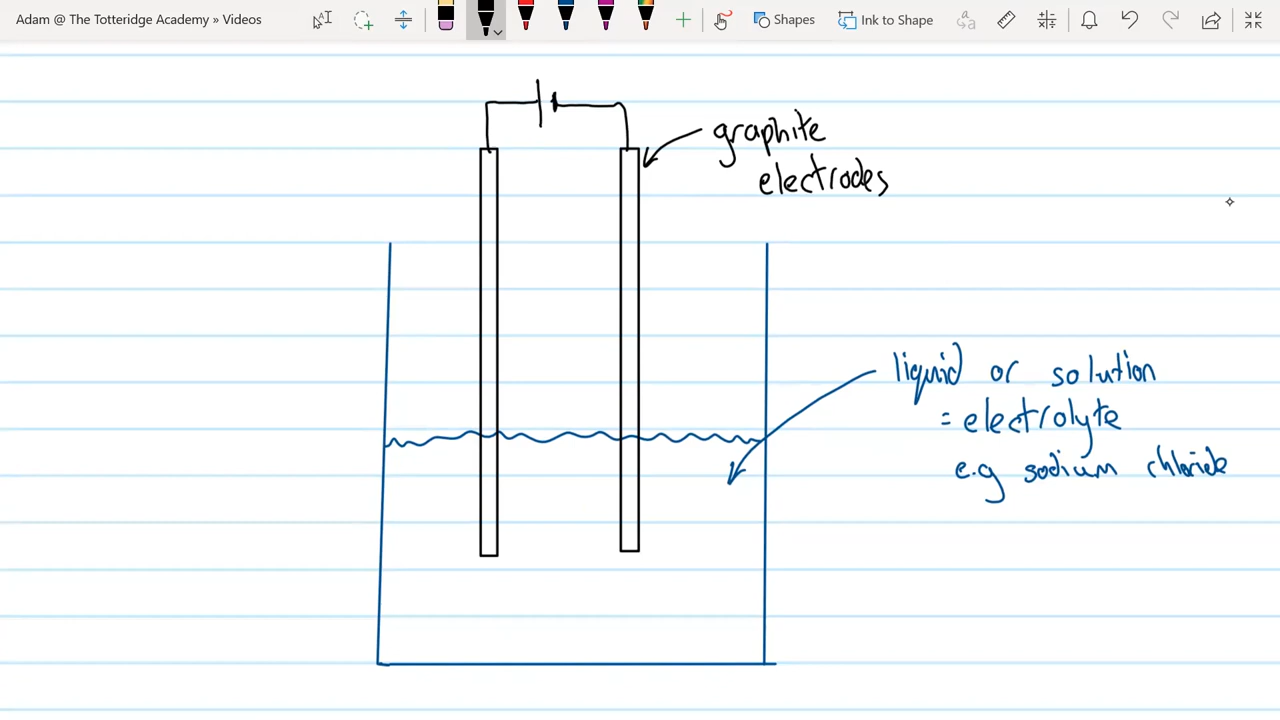 Adam @ The Totteridge Academy » Videos
Shapes
Ink to Shape
graphite
electrodes
liquid or solution
= electrolyte
e.g sodium chloride